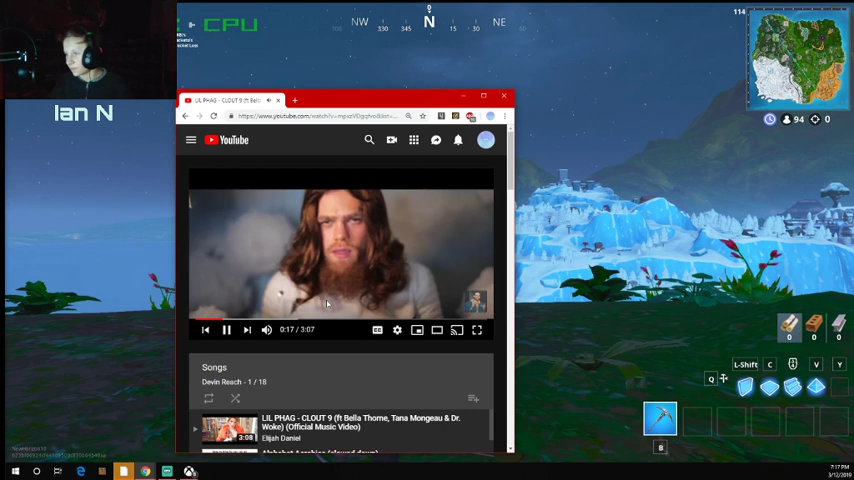 CPU
NW
N
NE
330
345
15
30
114
Ian N
94
0
LIL PHAG - CLOUT 9 (ft Bella
YouTube
0:17 / 3:07
Songs
Devin Reach - 1 / 18
3:08
LIL PHAG - CLOUT 9 (ft Bella Thorne, Tana Mongeau & Dr.
Woke) (Official Music Video)
Elijah Daniel
0
0
0
L-Shift
C
V
Y
Q
B
7:17 PM
3/12/2019